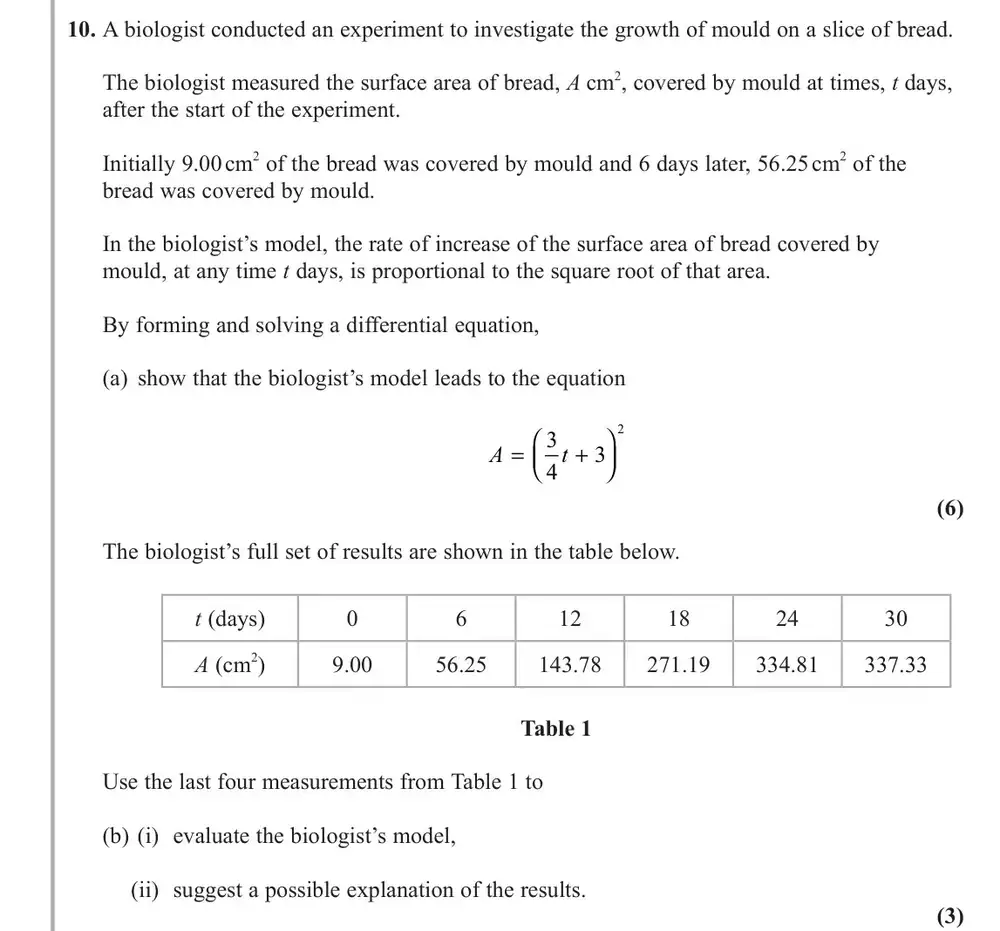 10. A biologist conducted an experiment to investigate the growth of mould on a slice of bread.
The biologist measured the surface area of bread, A cm², covered by mould at times, t days,
after the start of the experiment.
Initially 9.00 cm² of the bread was covered by mould and 6 days later, 56.25 cm² of the
bread was covered by mould.
In the biologist’s model, the rate of increase of the surface area of bread covered by
mould, at any time t days, is proportional to the square root of that area.
By forming and solving a differential equation,
(a) show that the biologist’s model leads to the equation
A = (3/4 t + 3)²
(6)
The biologist’s full set of results are shown in the table below.
t (days) 0 6 12 18 24 30
A (cm²) 9.00 56.25 143.78 271.19 334.81 337.33
Table 1
Use the last four measurements from Table 1 to
(b) (i) evaluate the biologist’s model,
(ii) suggest a possible explanation of the results.
(3)